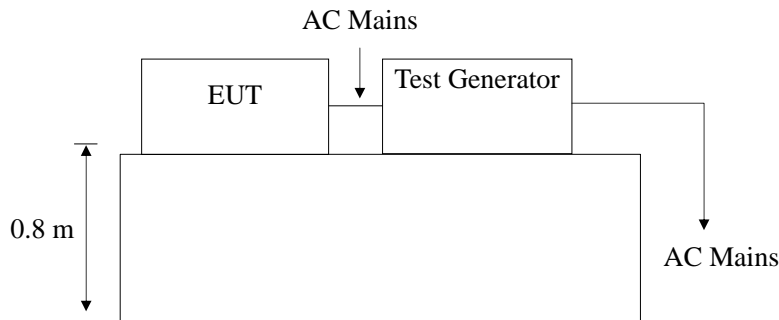 AC Mains
EUT
Test Generator
0.8 m
AC Mains